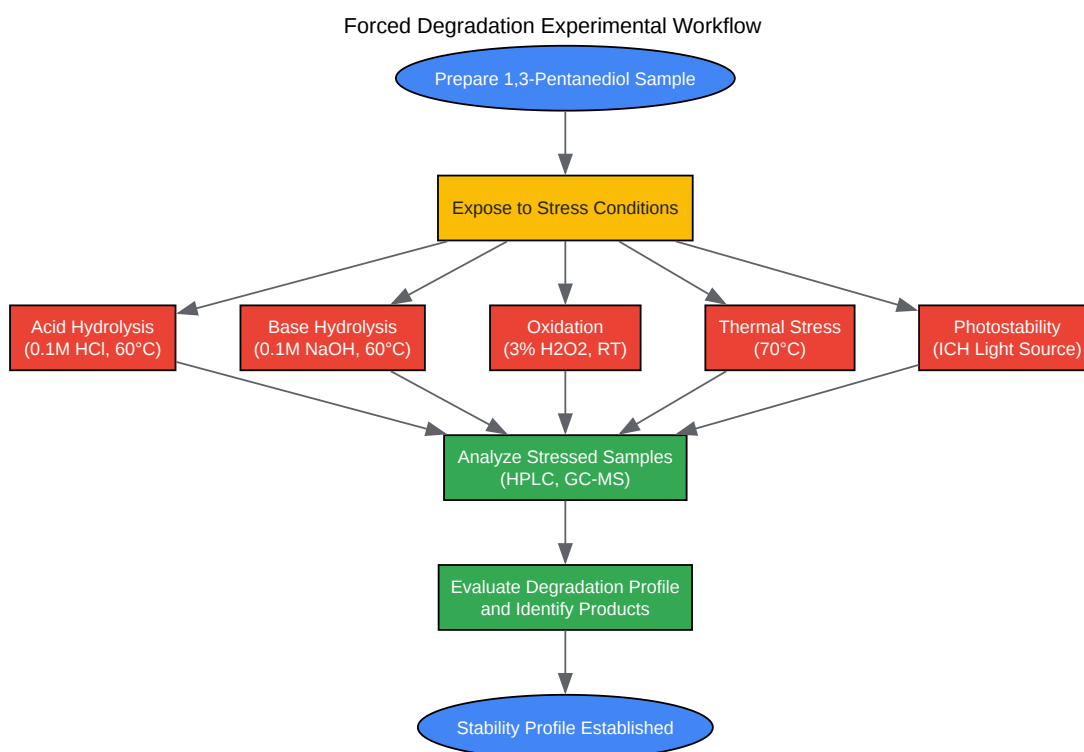 Forced Degradation Experimental Workflow
Prepare 1,3-Pentanediol Sample
Expose to Stress Conditions
Acid Hydrolysis
(0.1M HCl, 60°C)
Base Hydrolysis
(0.1M NaOH, 60°C)
Oxidation
(3% H2O2, RT)
Thermal Stress
(70°C)
Photostability
(ICH Light Source)
Analyze Stressed Samples
(HPLC, GC-MS)
Evaluate Degradation Profile
and Identify Products
Stability Profile Established